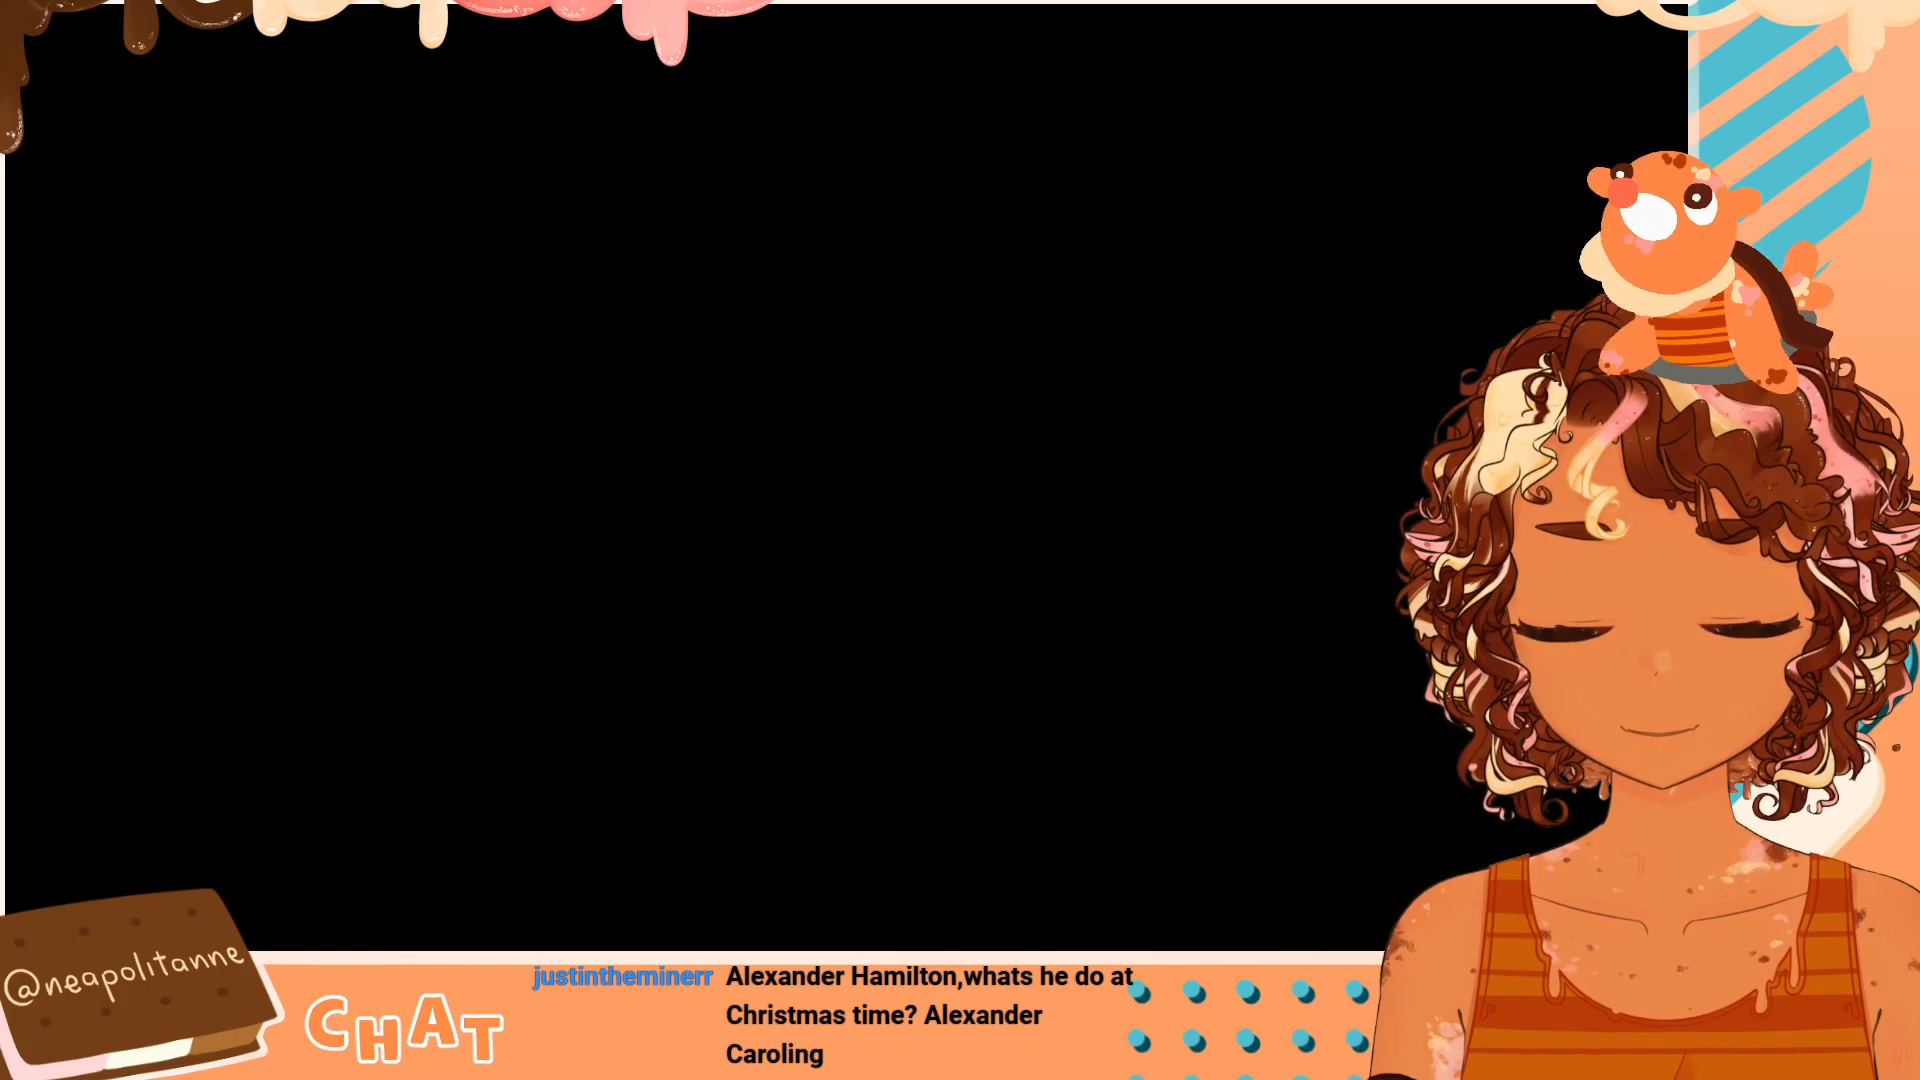 @neapolitanne
CHAT
justintheminerr Alexander Hamilton,whats he do at
Christmas time? Alexander
Caroling